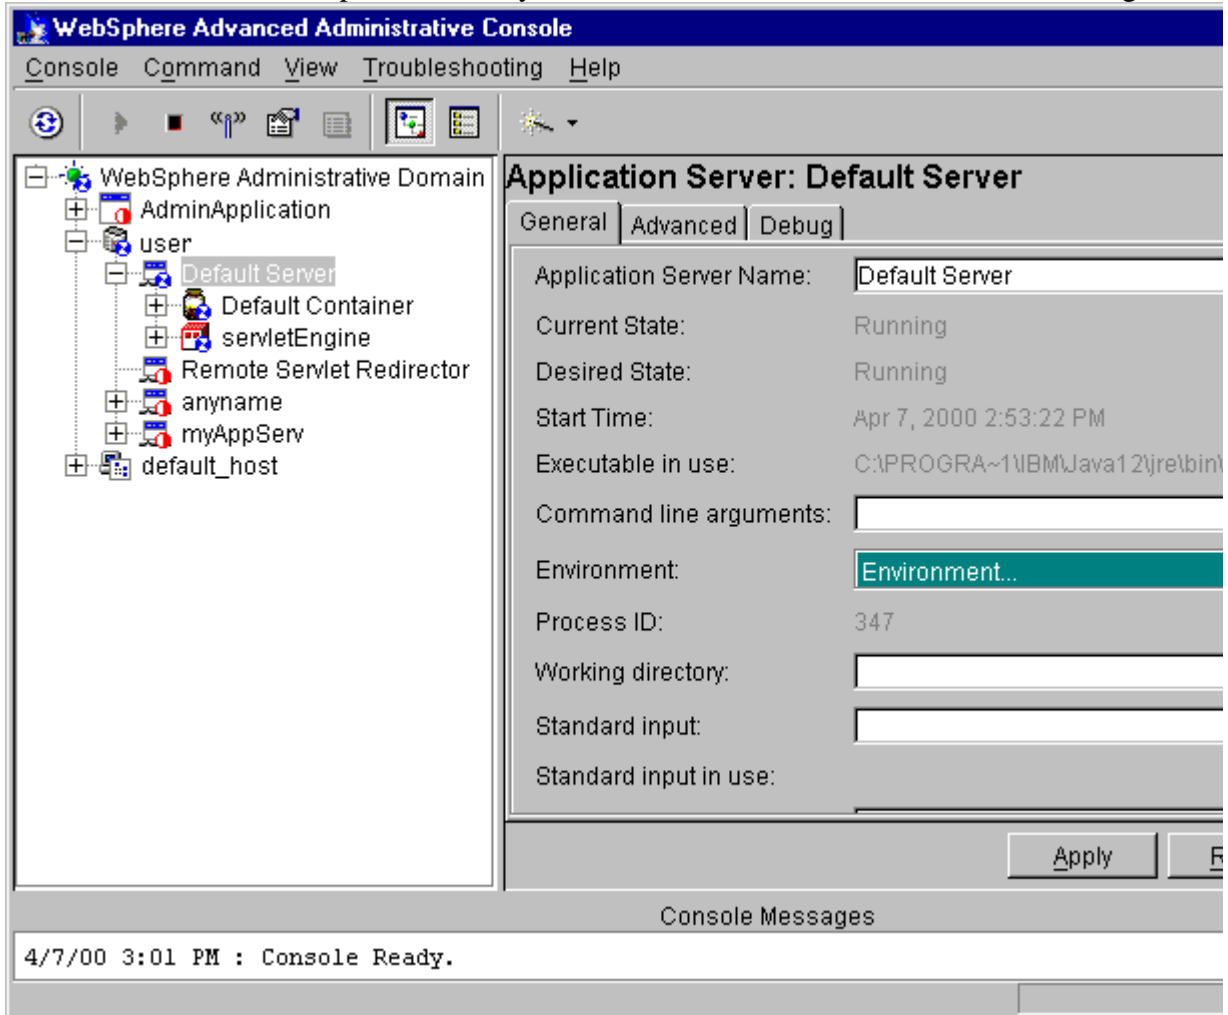 WebSphere Advanced Administrative Console
Console Command View Troubleshooting Help
WebSphere Administrative Domain
AdminApplication
user
Default Server
Default Container
servletEngine
Remote Servlet Redirector
anyname
myAppServ
default_host
Application Server: Default Server
General Advanced Debug
Application Server Name: Default Server
Current State: Running
Desired State: Running
Start Time: Apr 7, 2000 2:53:22 PM
Executable in use: C:\PROGRA~1\IBM\Java12\jre\bin\
Command line arguments:
Environment: Environment...
Process ID: 347
Working directory:
Standard input:
Standard input in use:
Apply
Console Messages
4/7/00 3:01 PM : Console Ready.